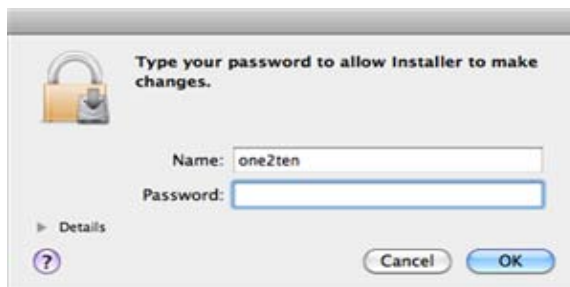 Type your password to allow Installer to make
changes.
Name: one2ten
Password:
Details
?
Cancel OK